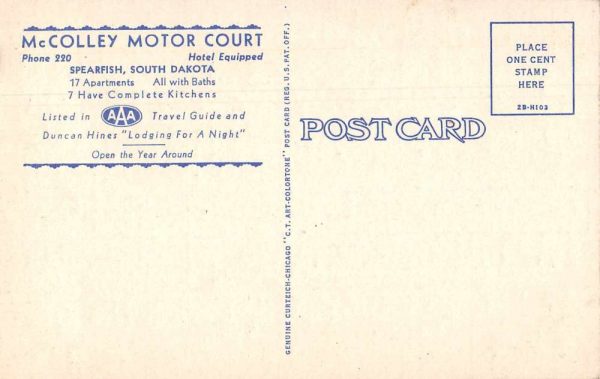 McCOLLEY MOTOR COURT
Phone 220 Hotel Equipped
SPEARFISH, SOUTH DAKOTA
17 Apartments All with Baths
7 Have Complete Kitchens
Listed in AAA Travel Guide and
Duncan Hines "Lodging For A Night"
Open the Year Around
GENUINE CURTEICH-CHICAGO "C.T. ART-COLORTONE" POST CARD (REG. U.S. PAT. OFF.)
POST CARD
PLACE
ONE CENT
STAMP
HERE
2B-H103